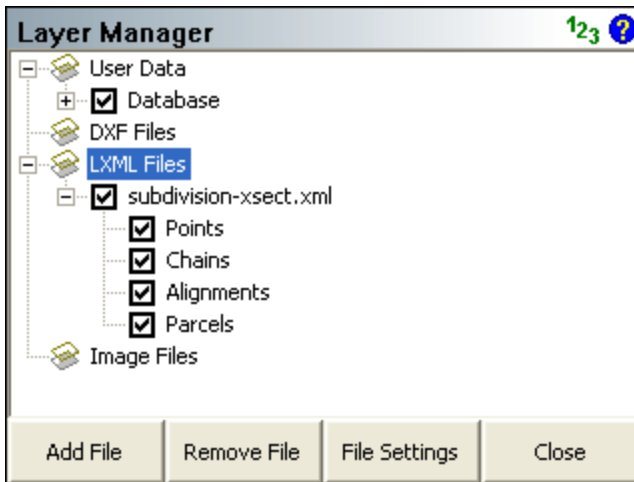 Layer Manager 123 ?
User Data
Database
DXF Files
LXML Files
subdivision-xsect.xml
Points
Chains
Alignments
Parcels
Image Files
Add File Remove File File Settings Close